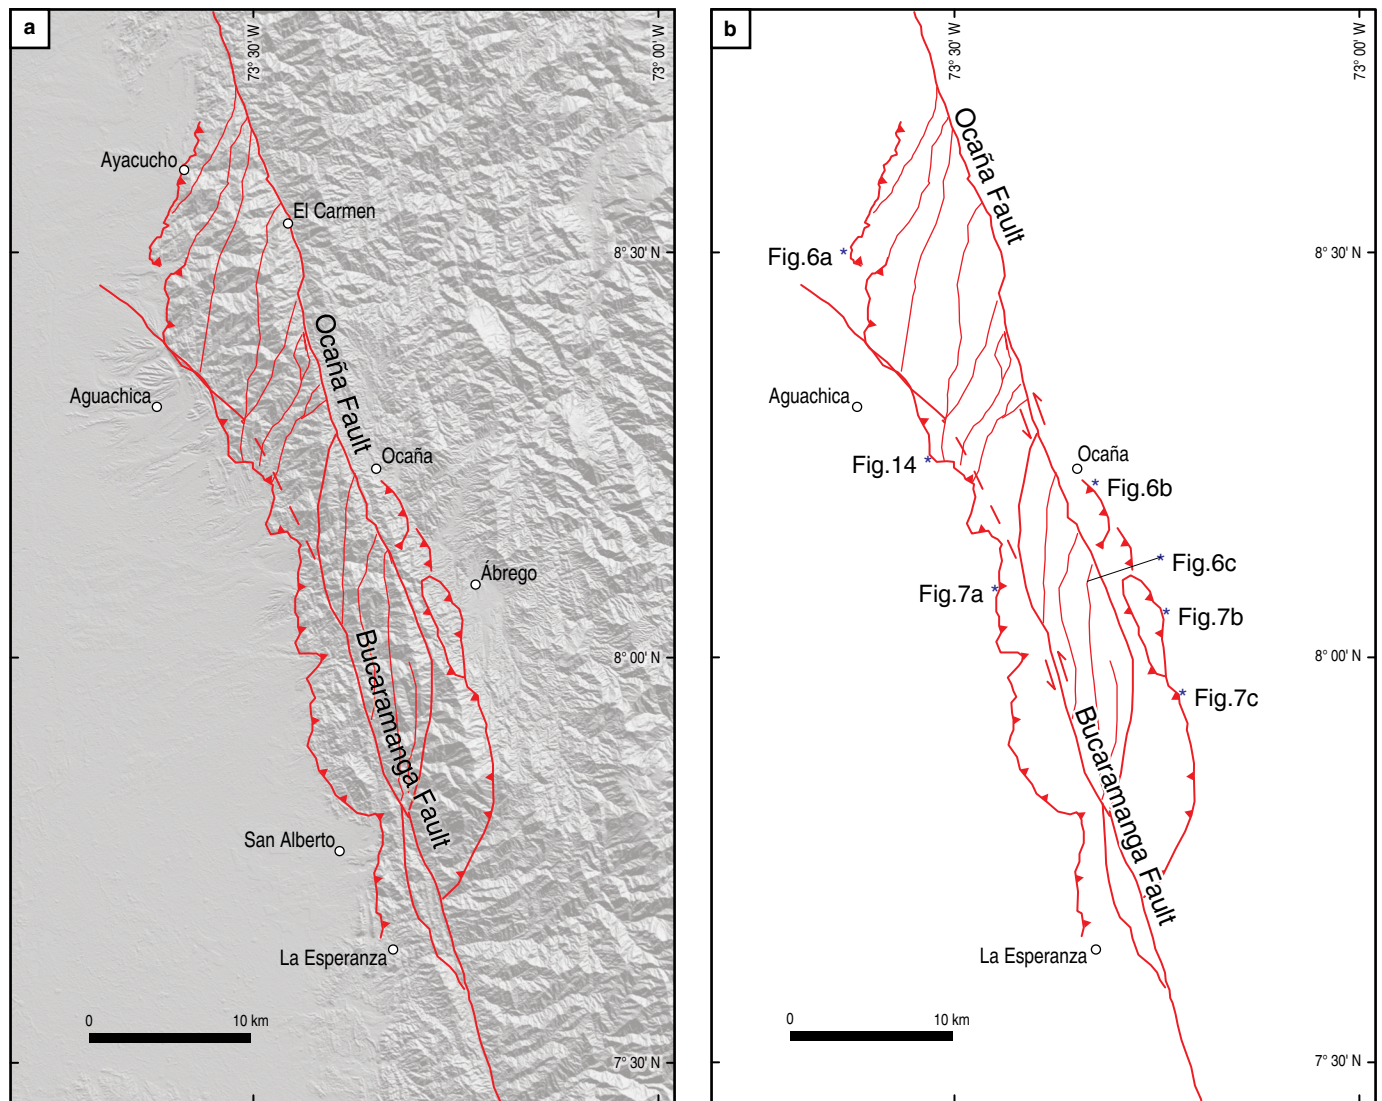 a
73° 30' W
73° 00' W
Ayacucho
El Carmen
8° 30' N
Ocaña Fault
Aguachica
Ocaña
Ábrego
8° 00' N
Bucaramanga Fault
San Alberto
La Esperanza
0 10 km
7° 30' N
b
73° 30' W
73° 00' W
Ocaña Fault
Fig.6a *
8° 30' N
Aguachica
Ocaña
Fig.14 *
* Fig.6b
* Fig.6c
Fig.7a *
* Fig.7b
8° 00' N
* Fig.7c
Bucaramanga Fault
La Esperanza
0 10 km
7° 30' N